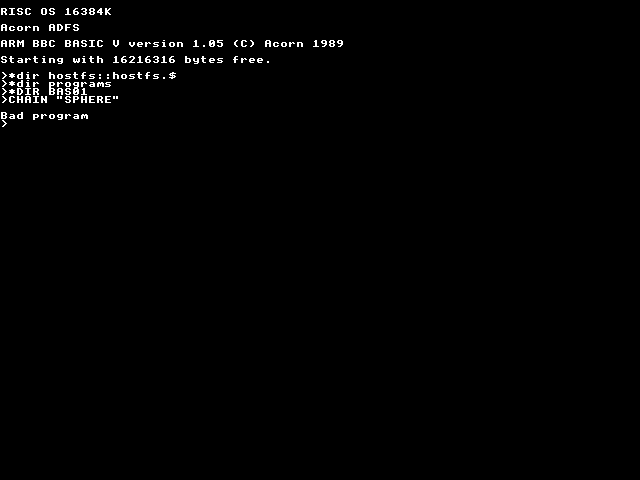 RISC OS 16384K
Acorn ADFS
ARM BBC BASIC V version 1.05 (C) Acorn 1989
Starting with 16216316 bytes free.
>*dir hostfs::hostfs.$
>*dir programs
>*DIR BAS01
>CHAIN "SPHERE"
Bad program
>